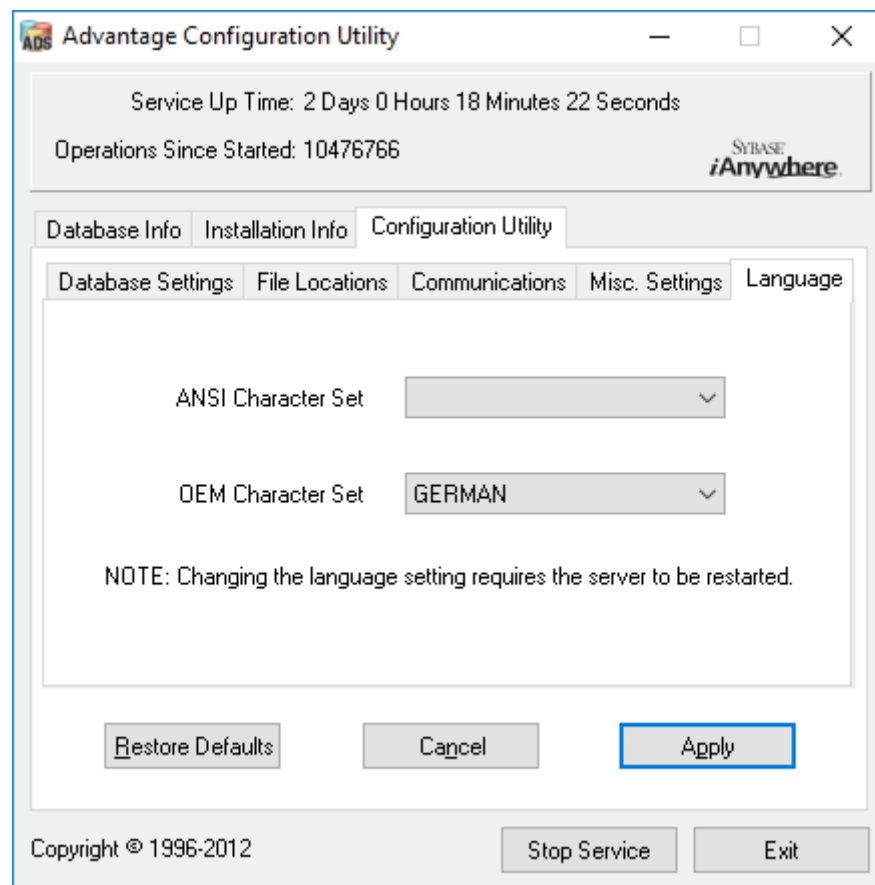 ADS Advantage Configuration Utility
Service Up Time: 2 Days 0 Hours 18 Minutes 22 Seconds
Operations Since Started: 10476766
SYBASE
iAnywhere.
Database Info Installation Info Configuration Utility
Database Settings File Locations Communications Misc. Settings Language
ANSI Character Set
OEM Character Set GERMAN
NOTE: Changing the language setting requires the server to be restarted.
Restore Defaults Cancel Apply
Copyright © 1996-2012 Stop Service Exit